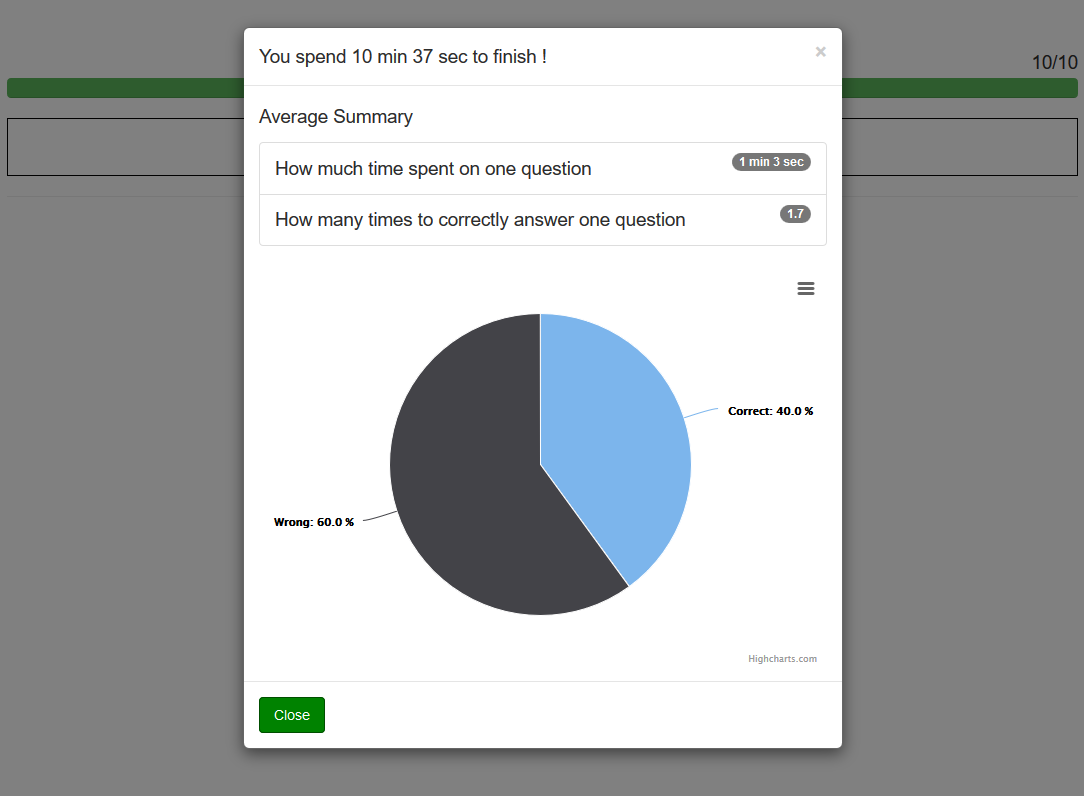 You spend 10 min 37 sec to finish !
×
10/10
Average Summary
How much time spent on one question
1 min 3 sec
How many times to correctly answer one question
1.7
Correct: 40.0 %
Wrong: 60.0 %
Highcharts.com
Close